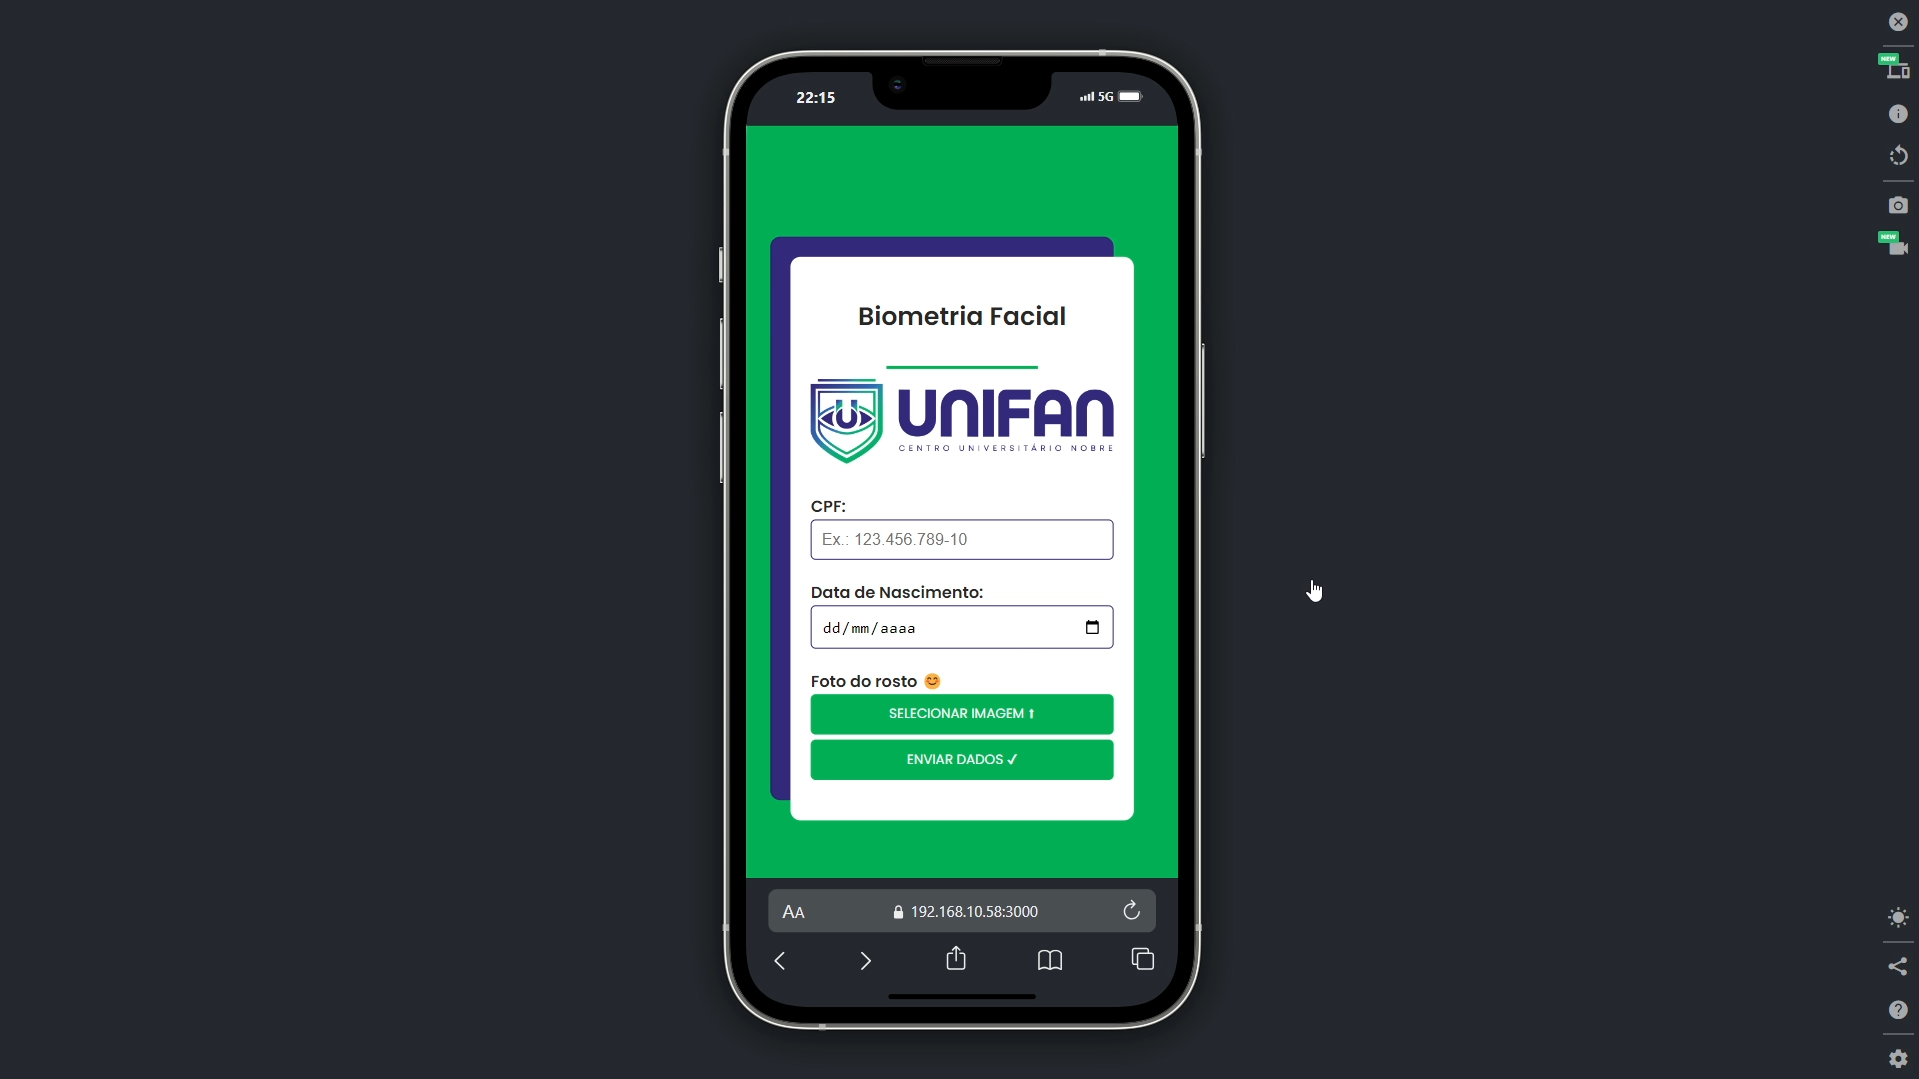 22:15
5G
Biometria Facial
U
UNIFAN
CENTRO UNIVERSITÁRIO NOBRE
CPF:
Ex.: 123.456.789-10
Data de Nascimento:
dd/mm/aaaa
Foto do rosto 😊
SELECIONAR IMAGEM ⬆
ENVIAR DADOS ✓
AA
192.168.10.58:3000
NEW
NEW